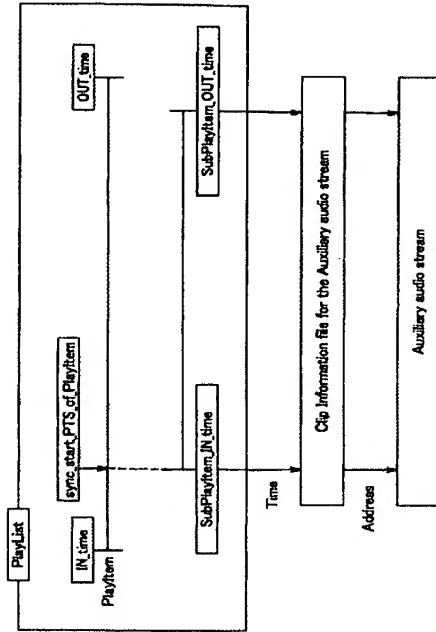 PlayList
IN_time
sync_start_PTS_of_PlayItem
OUT_time
PlayItem
SubPlayItem_IN_time
SubPlayItem_OUT_time
Time
Clip Information file for the Auxiliary audio stream
Address
Auxiliary audio stream